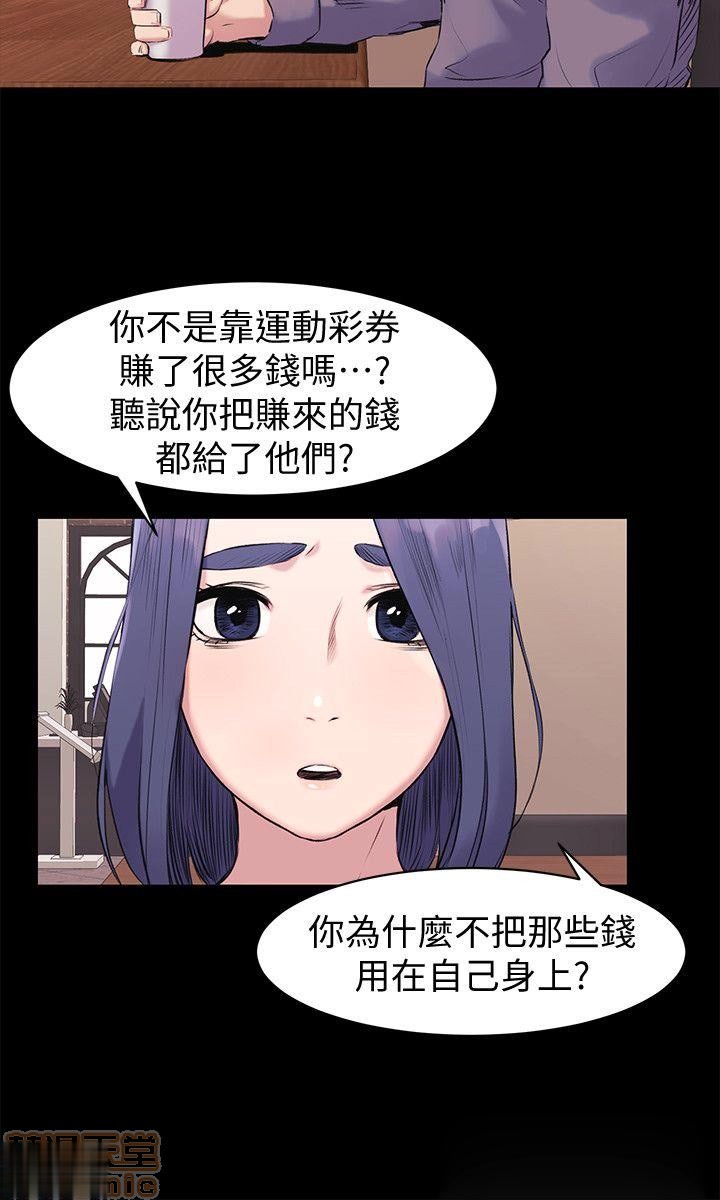 你不是靠運動彩券
賺了很多錢嗎…?
聽說你把賺來的錢
都給了他們?
你為什麼不把那些錢
用在自己身上?